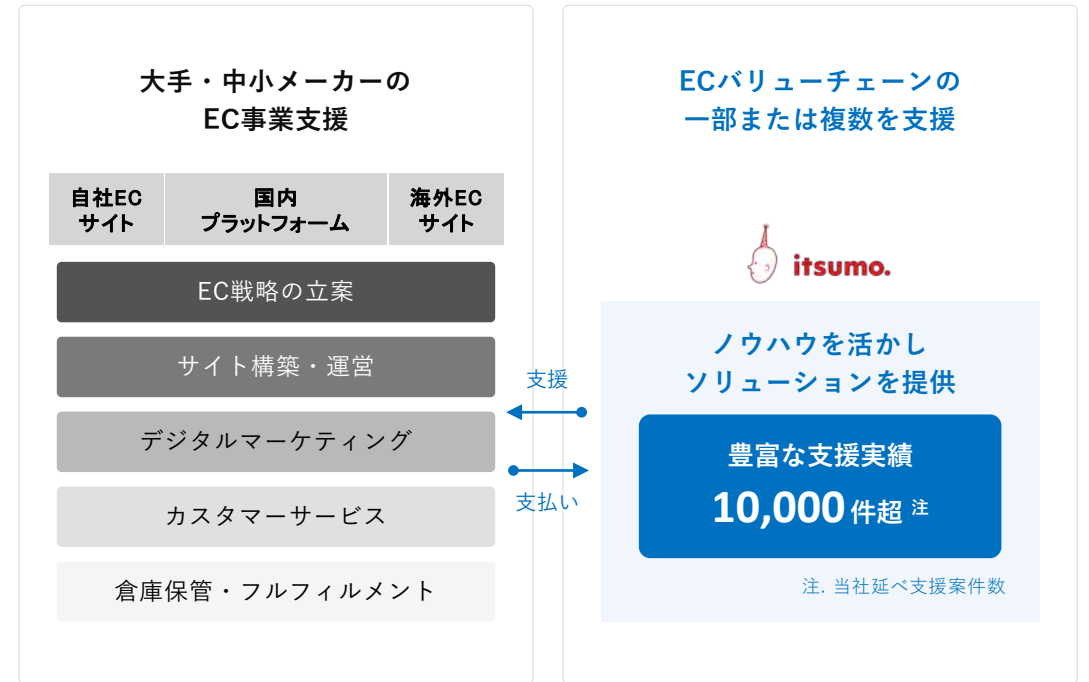 大手・中小メーカーの
EC事業支援
自社EC
サイト
国内
プラットフォーム
海外EC
サイト
EC戦略の立案
サイト構築・運営
デジタルマーケティング
カスタマーサービス
倉庫保管・フルフィルメント
支援
支払い
ECバリューチェーンの
一部または複数を支援
itsumo.
ノウハウを活かし
ソリューションを提供
豊富な支援実績
10,000件超 注
注. 当社延べ支援案件数